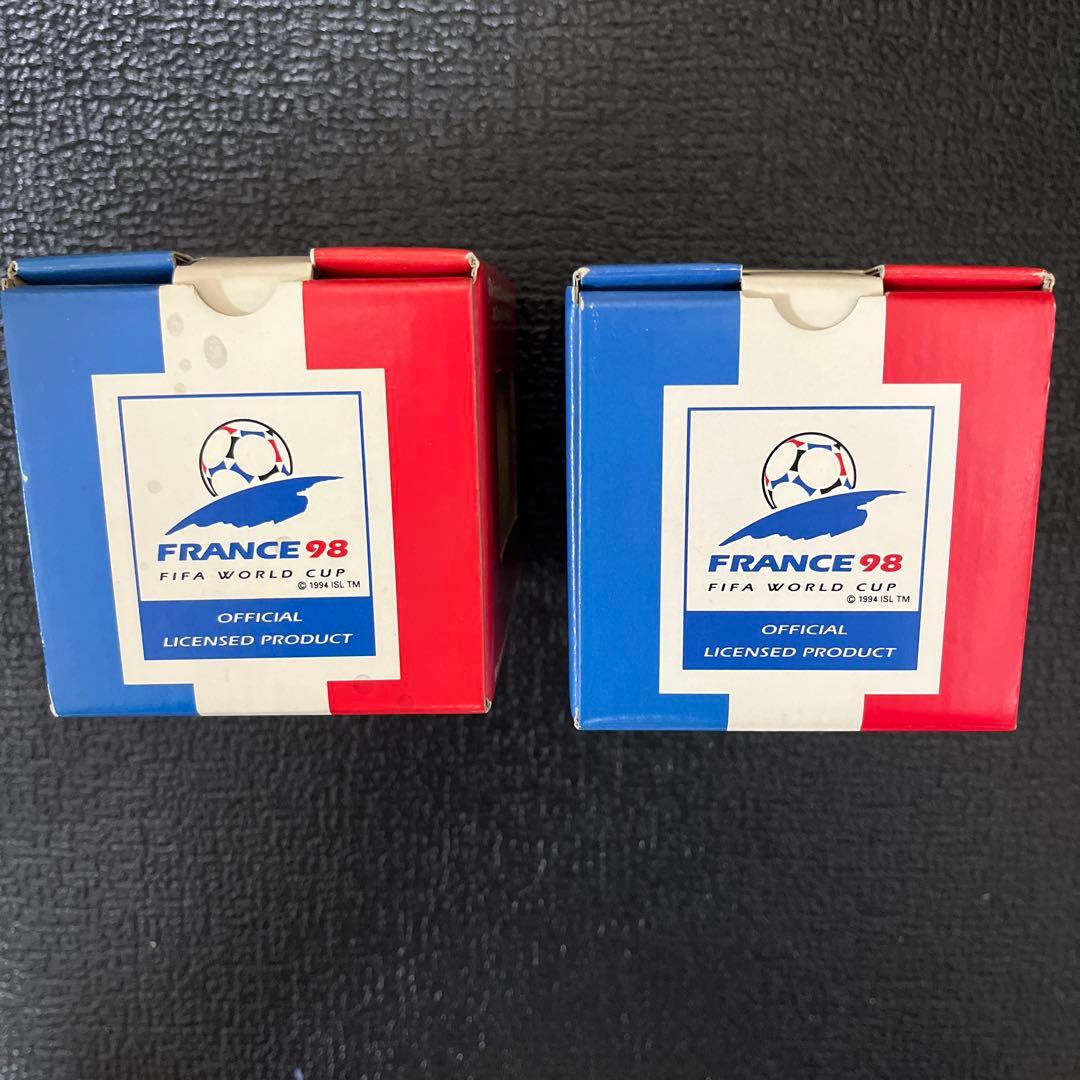 FRANCE 98
FIFA WORLD CUP
© 1994 ISL TM
OFFICIAL
LICENSED PRODUCT
FRANCE 98
FIFA WORLD CUP
© 1994 ISL TM
OFFICIAL
LICENSED PRODUCT